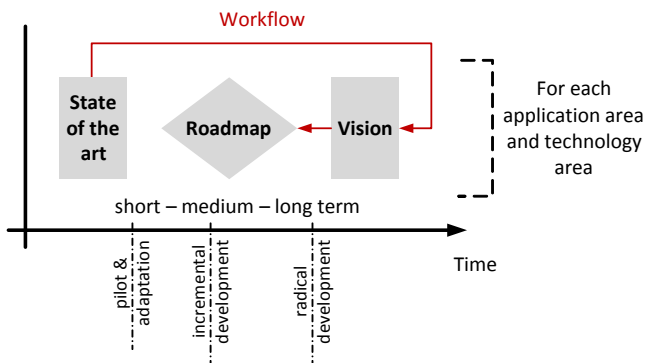 Workflow
State
of the
art
Roadmap
Vision
For each
application area
and technology
area
short – medium – long term
Time
pilot &
adaptation
incremental
development
radical
development